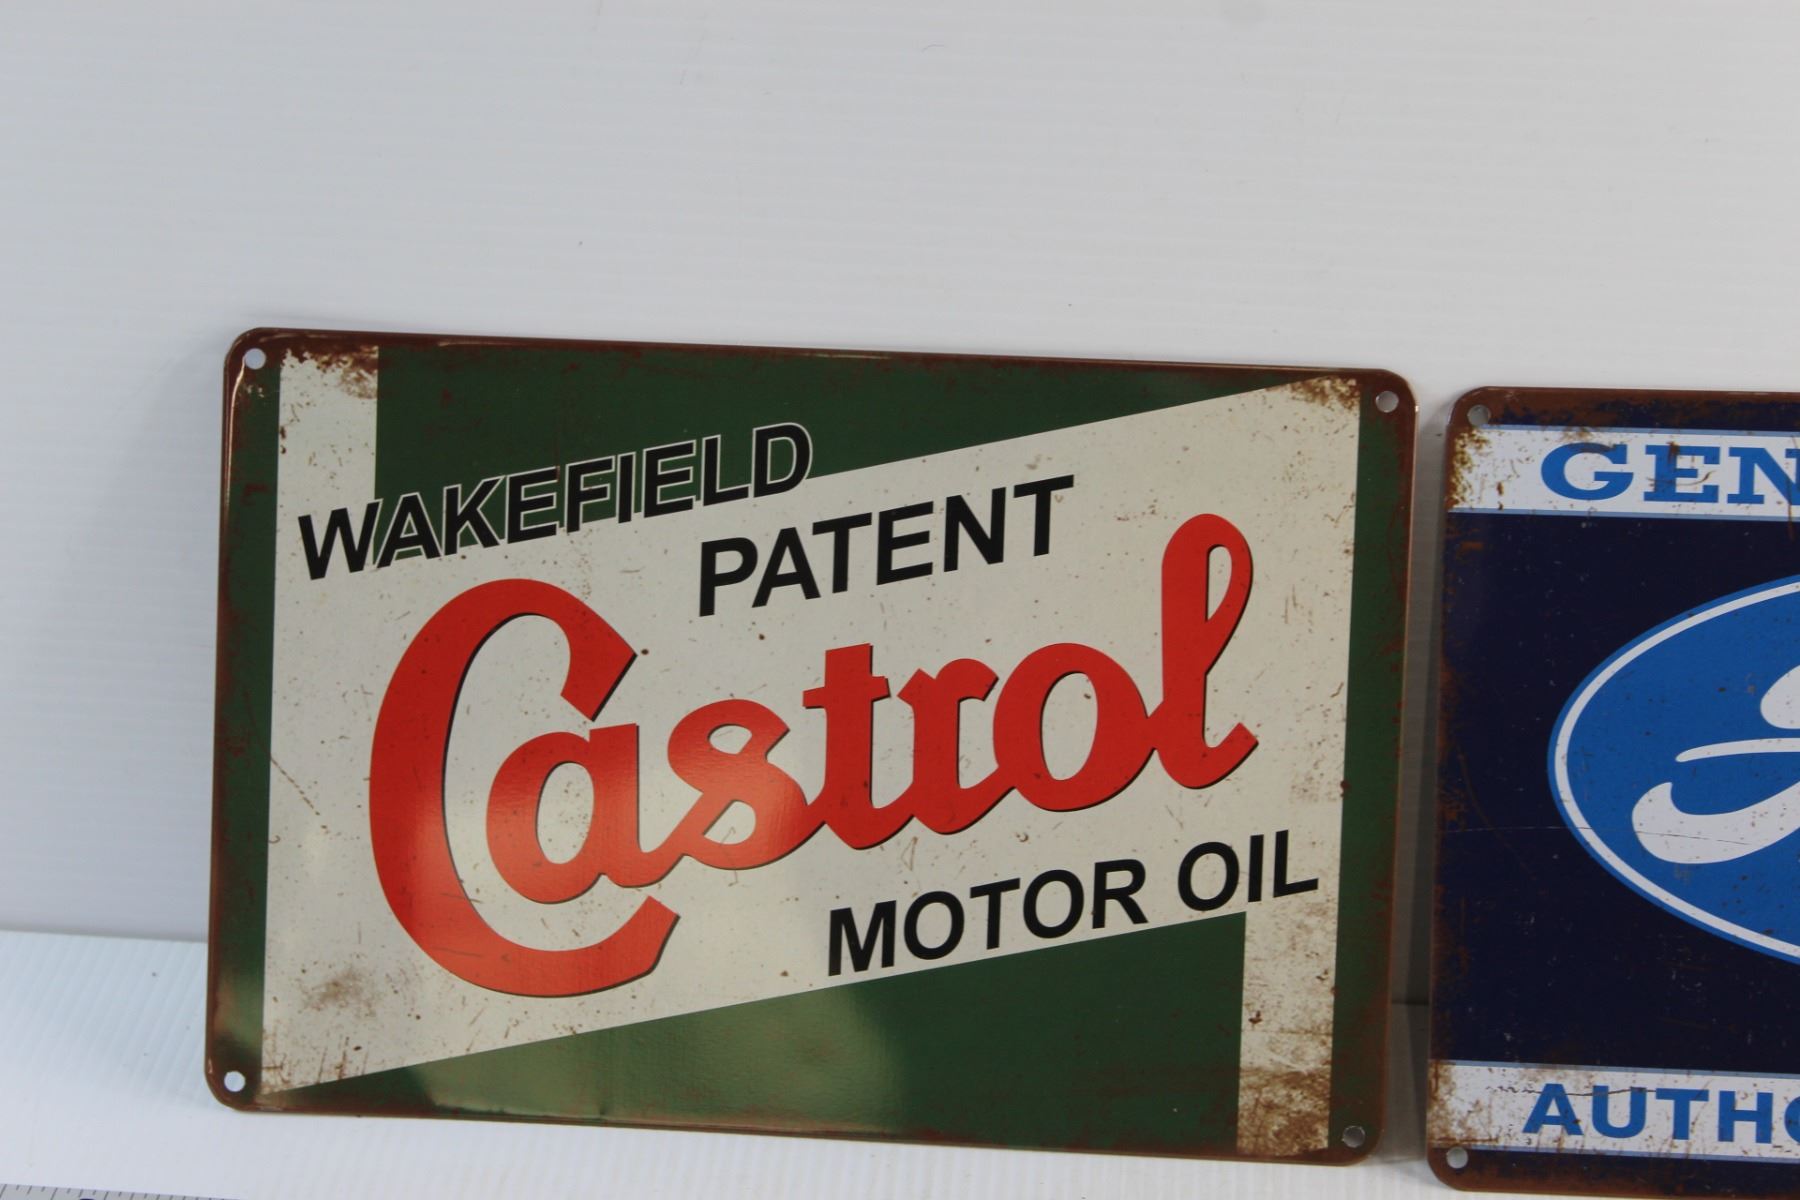 WAKEFIELD
PATENT
Castrol
MOTOR OIL
GEN
AUTHO